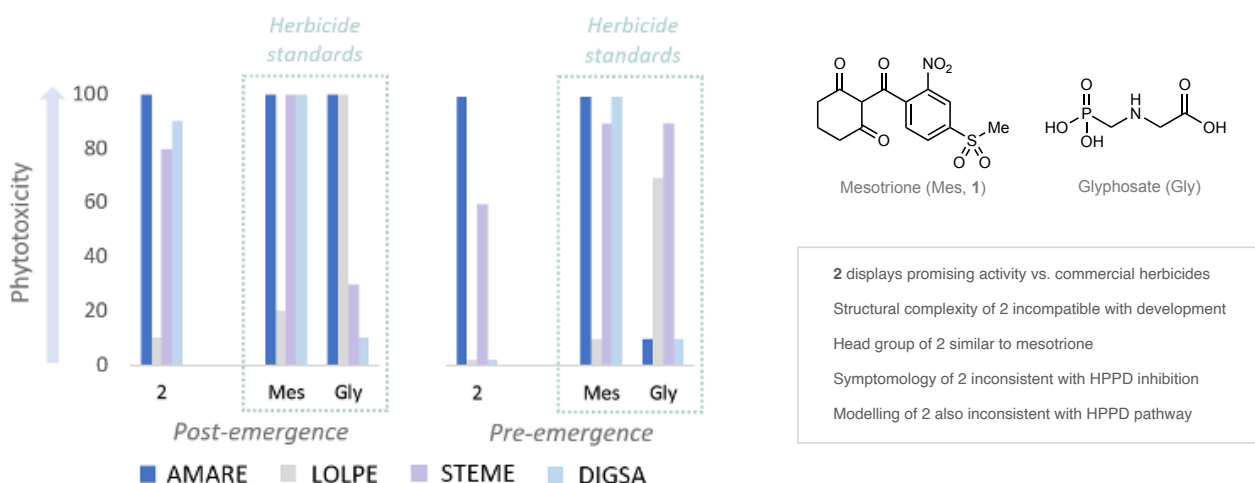 Herbicide
standards
Herbicide
standards
Phytotoxicity
100
80
60
40
20
0
2
Mes
Gly
2
Mes
Gly
Post-emergence
Pre-emergence
AMARE
LOLPE
STEME
DIGSA
O
O
NO2
O
S
Me
O
O
Mesotrione (Mes, 1)
O
P
HO
OH
H
N
O
OH
Glyphosate (Gly)
2 displays promising activity vs. commercial herbicides
Structural complexity of 2 incompatible with development
Head group of 2 similar to mesotrione
Symptomology of 2 inconsistent with HPPD inhibition
Modelling of 2 also inconsistent with HPPD pathway